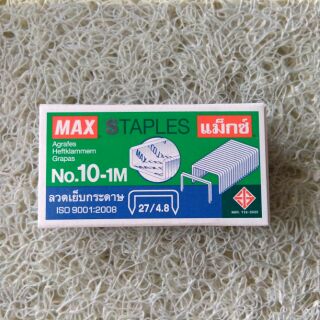 MAX STAPLES แม็กซ์
Agrafes
Heftklammern
Grapas
No.10-1M
ลวดเย็บกระดาษ
ISO 9001:2008
27/4.8